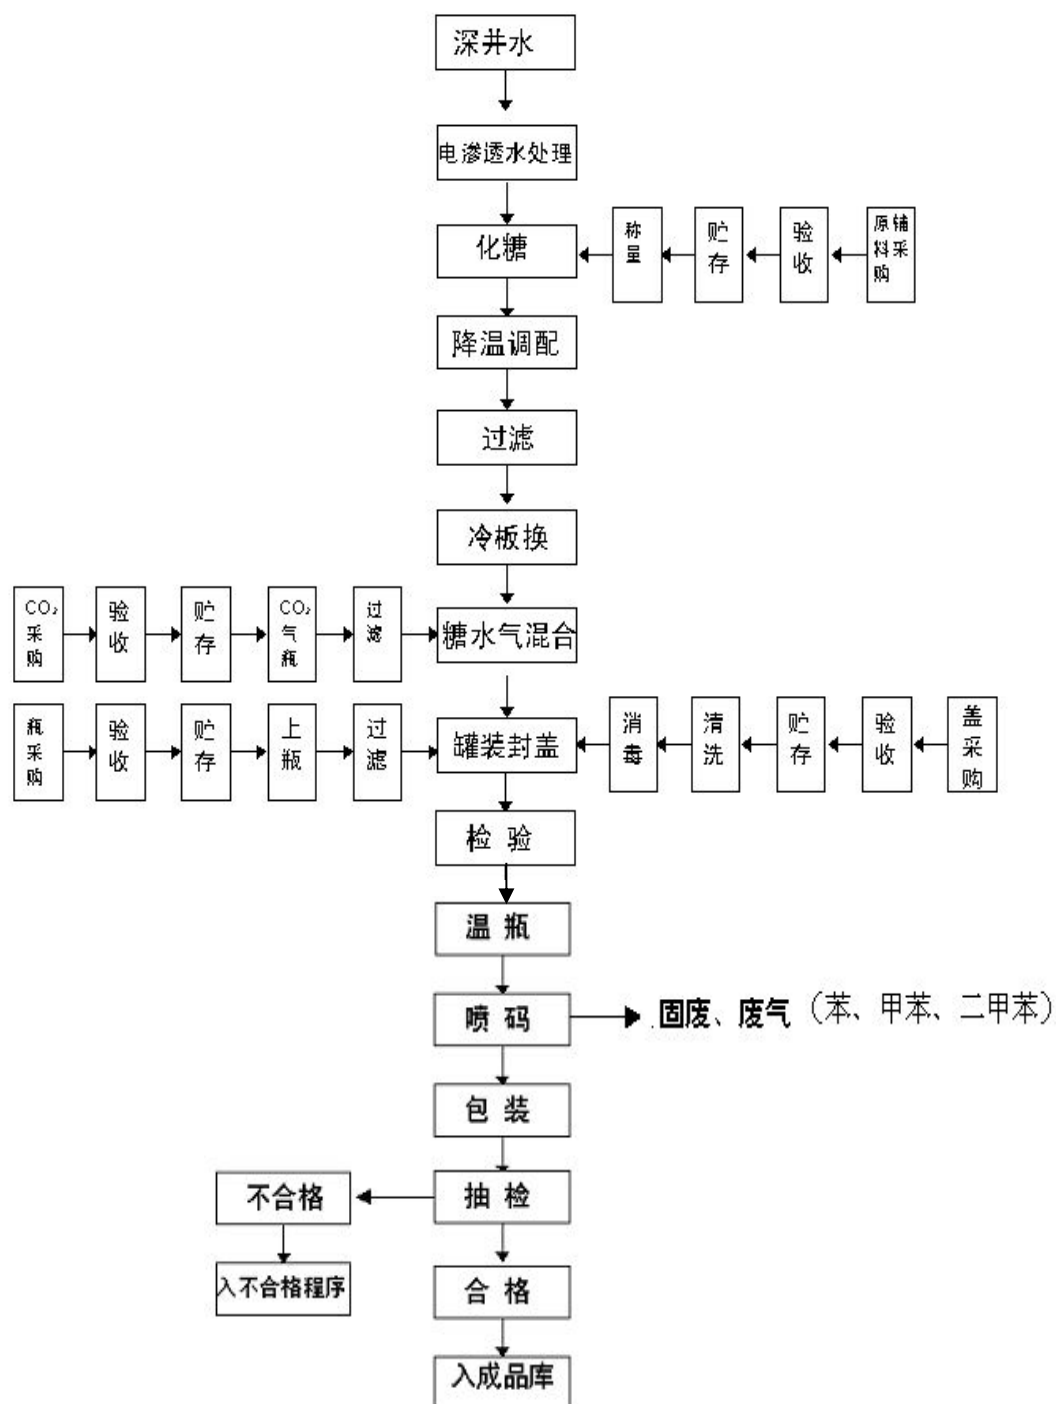 深井水
电渗透水处理
化糖
称量
贮存
验收
原辅料采购
降温调配
过滤
冷板换
CO₂采购
验收
贮存
CO₂气瓶
过滤
糖水气混合
瓶采购
验收
贮存
上瓶
过滤
罐装封盖
消毒
清洗
贮存
验收
盖采购
检 验
温 瓶
喷 码
固废、废气（苯、甲苯、二甲苯）
包 装
不合格
抽 检
入不合格程序
合 格
入成品库